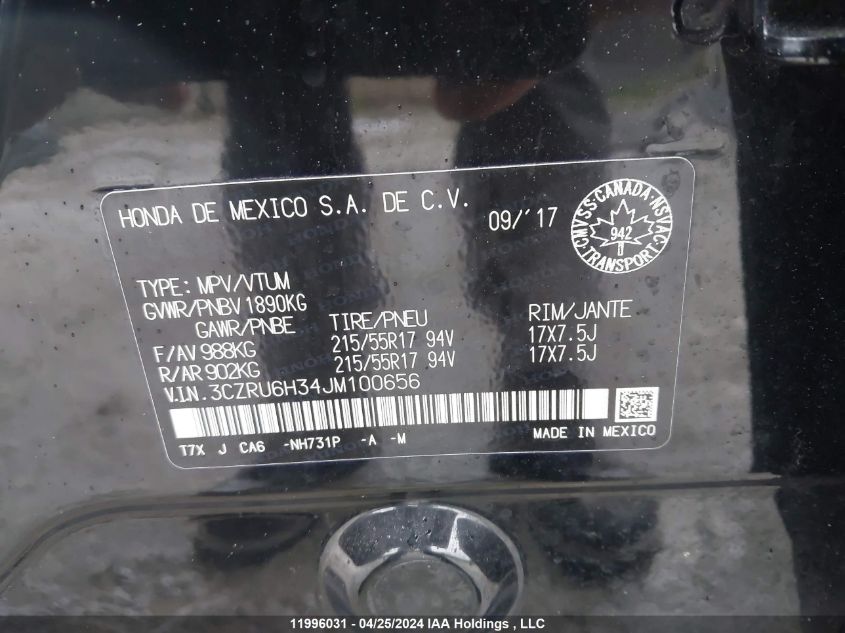 HONDA DE MEXICO S.A. DE C.V. 09/'17
CMVSS·CANADA·NSVAC
942
TRANSPORT
TYPE: MPV/VTUM
GVWR/PNBV 1890KG
GAWR/PNBE TIRE/PNEU RIM/JANTE
F/AV 988KG 215/55R17 94V 17X7.5J
R/AR 902KG 215/55R17 94V 17X7.5J
V.I.N. 3CZRU6H34JM100656
T7X J CA6 -NH731P -A -M MADE IN MEXICO
11996031 - 04/25/2024 IAA Holdings , LLC